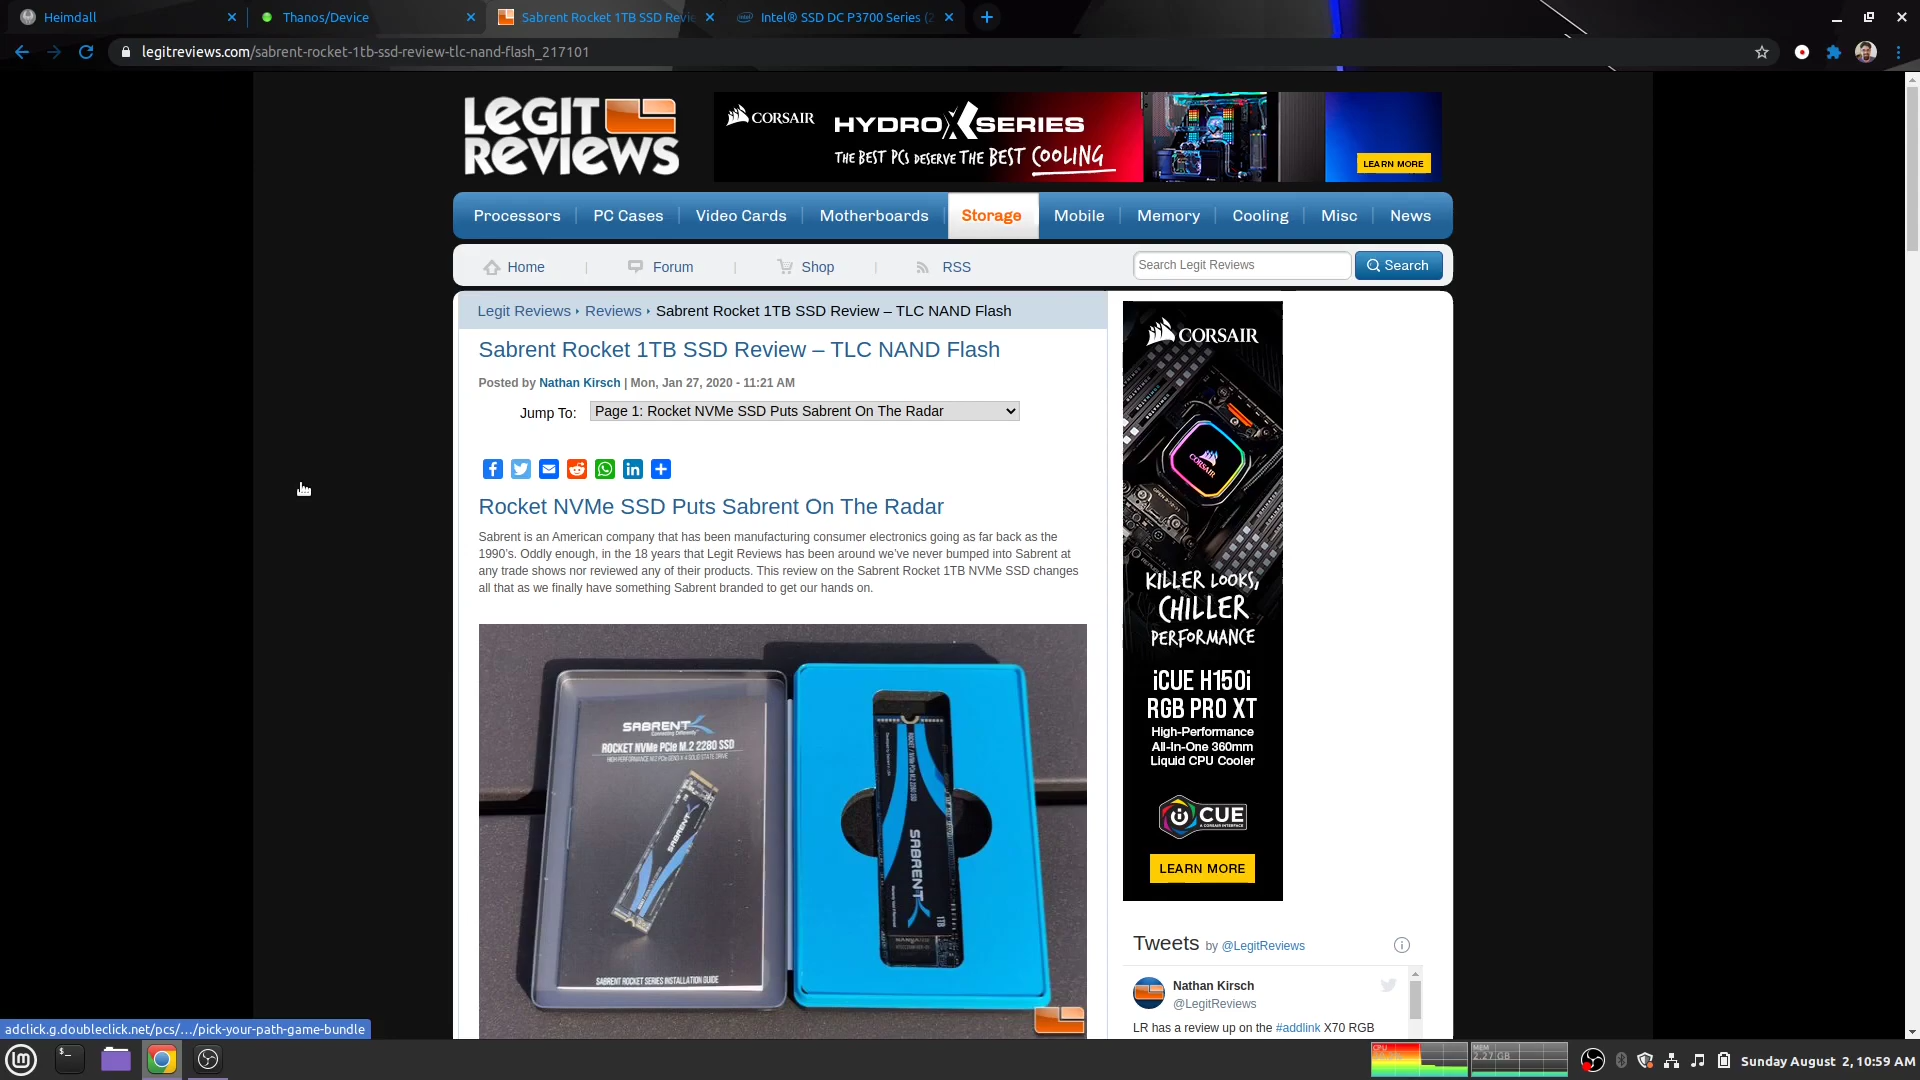 Heimdall
Thanos/Device
Sabrent Rocket 1TB SSD Revie
Intel® SSD DC P3700 Series (2
legitreviews.com/sabrent-rocket-1tb-ssd-review-tlc-nand-flash_217101
LEGIT REVIEWS
CORSAIR
HYDRO X SERIES
THE BEST PCs DESERVE THE BEST COOLING
LEARN MORE
Processors
PC Cases
Video Cards
Motherboards
Storage
Mobile
Memory
Cooling
Misc
News
Home
Forum
Shop
RSS
Search Legit Reviews
Search
Legit Reviews
Reviews
Sabrent Rocket 1TB SSD Review – TLC NAND Flash
Sabrent Rocket 1TB SSD Review – TLC NAND Flash
Posted by Nathan Kirsch | Mon, Jan 27, 2020 - 11:21 AM
Jump To:
Page 1: Rocket NVMe SSD Puts Sabrent On The Radar
Rocket NVMe SSD Puts Sabrent On The Radar
Sabrent is an American company that has been manufacturing consumer electronics going as far back as the
1990's. Oddly enough, in the 18 years that Legit Reviews has been around we've never bumped into Sabrent at
any trade shows nor reviewed any of their products. This review on the Sabrent Rocket 1TB NVMe SSD changes
all that as we finally have something Sabrent branded to get our hands on.
SABRENT
ROCKET NVMe PCIe M.2 2280 SSD
SABRENT
SABRENT ROCKET SERIES INSTALLATION GUIDE
SABRENT
1TB
CORSAIR
CORSAIR
KILLER LOOKS,
CHILLER
PERFORMANCE
iCUE H150i
RGB PRO XT
High-Performance
All-In-One 360mm
Liquid CPU Cooler
iCUE
A CORSAIR INTERFACE
LEARN MORE
Tweets by @LegitReviews
Nathan Kirsch
@LegitReviews
LR has a review up on the #addlink X70 RGB
adclick.g.doubleclick.net/pcs/.../pick-your-path-game-bundle
CPU
MEM
2.27 GB
Sunday August 2, 10:59 AM